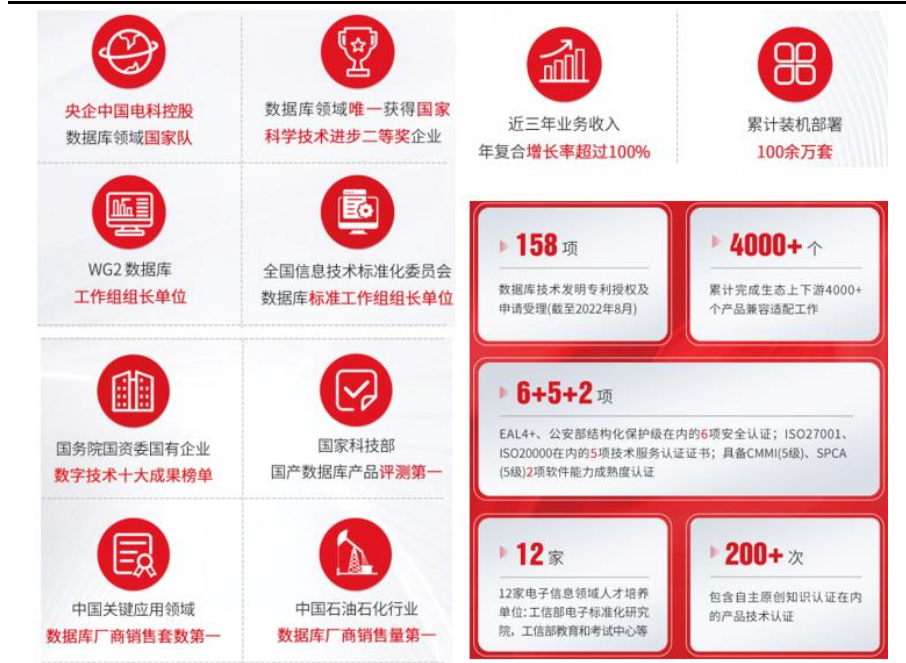 央企中国电科控股
数据库领域国家队
数据库领域唯一获得国家
科学技术进步二等奖企业
WG2 数据库
工作组组长单位
全国信息技术标准化委员会
数据库标准工作组组长单位
近三年业务收入
年复合增长率超过100%
累计装机部署
100余万套
国务院国资委国有企业
数字技术十大成果榜单
国家科技部
国产数据库产品评测第一
中国关键应用领域
数据库厂商销售套数第一
中国石油石化行业
数据库厂商销售量第一
158 项
数据库技术发明专利授权及
申请受理(截至2022年8月)
4000+ 个
累计完成生态上下游4000+
个产品兼容适配工作
6+5+2 项
EAL4+、公安部结构化保护级在内的6项安全认证；ISO27001、
ISO20000在内的5项技术服务认证证书；具备CMMI(5级)、SPCA
(5级)2项软件能力成熟度认证
12 家
12家电子信息领域人才培养
单位:工信部电子标准化研究
院，工信部教育和考试中心等
200+ 次
包含自主原创知识认证在内
的产品技术认证